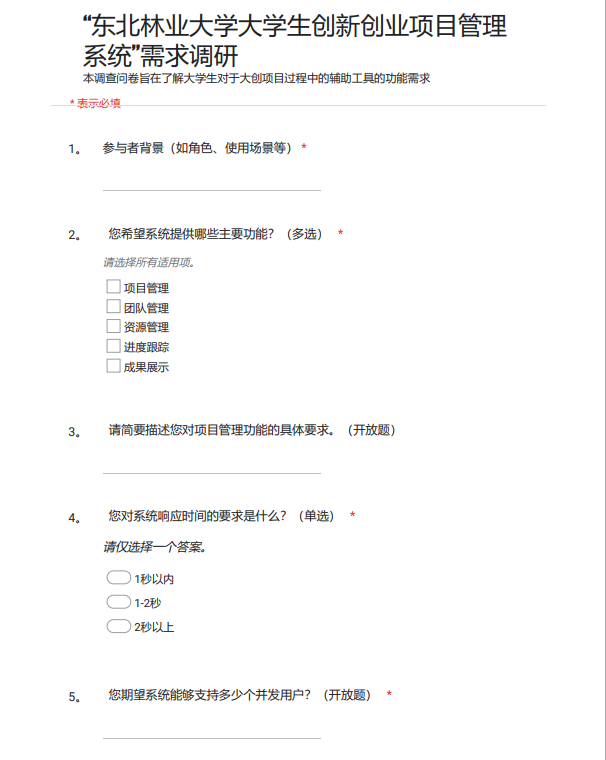 “东北林业大学大学生创新创业项目管理
系统”需求调研
本调查问卷旨在了解大学生对于大创项目过程中的辅助工具的功能需求
* 表示必填
1。 参与者背景（如角色、使用场景等） *
2。 您希望系统提供哪些主要功能？（多选） *
请选择所有适用项。
项目管理
团队管理
资源管理
进度跟踪
成果展示
3。 请简要描述您对项目管理功能的具体要求。（开放题）
4。 您对系统响应时间的要求是什么？（单选） *
请仅选择一个答案。
1秒以内
1-2秒
2秒以上
5。 您期望系统能够支持多少个并发用户？（开放题） *